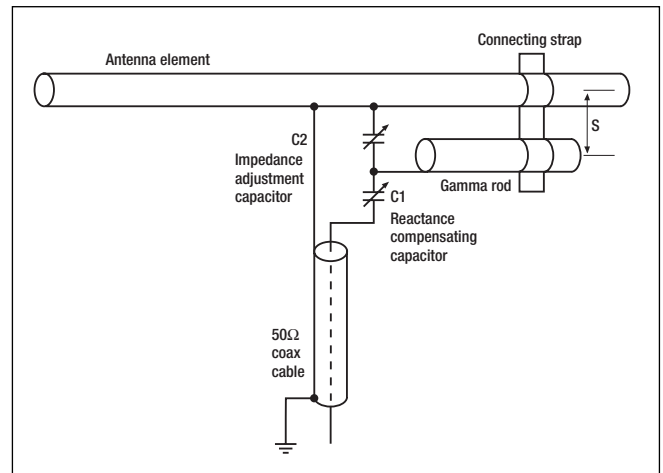 Connecting strap
Antenna element
S
C2
Impedance
adjustment
capacitor
Gamma rod
C1
Reactance
compensating
capacitor
50Ω
coax
cable